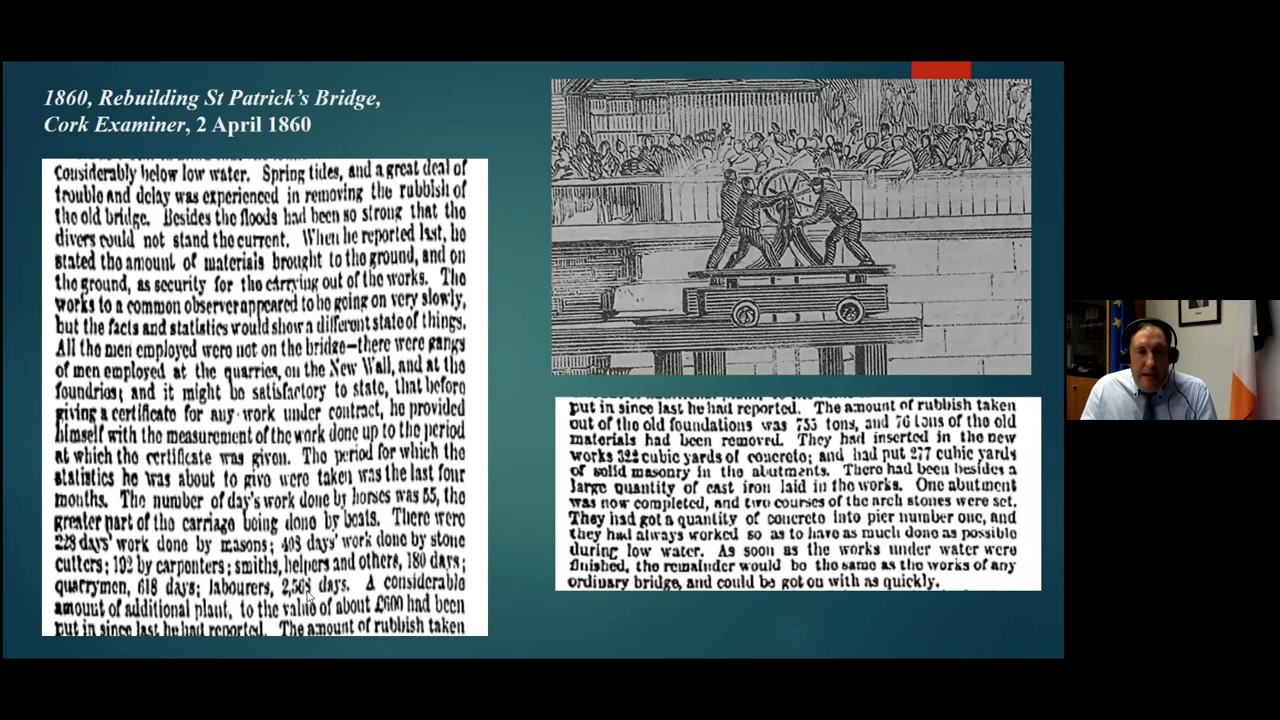 1860, Rebuilding St Patrick's Bridge,
Cork Examiner, 2 April 1860
Considerably below low water. Spring tides, and a great deal of
trouble and delay was experienced in removing the rubbish of
the old bridge. Besides the floods had been so strong that the
divers could not stand the current. When he reported last, he
stated the amount of materials brought to the ground, and on
the ground, as security for the carrying out of the works. The
works to a common observer appeared to be going on very slowly,
but the facts and statistics would show a different state of things.
All the men employed were not on the bridge—there were gangs
of men employed at the quarries, on the New Wall, and at the
foundries; and it might be satisfactory to state, that before
giving a certificate for any work under contract, he provided
himself with the measurement of the work done up to the period
at which the certificate was given. The period for which the
statistics he was about to give were taken was the last four
months. The number of day's work done by horses was 55, the
greater part of the carriage being done by boats. There were
228 days' work done by masons; 403 days' work done by stone
cutters; 192 by carpenters; smiths, helpers and others, 180 days;
quarrymen, 618 days; labourers, days. A considerable
amount of additional plant, to the value of about £600 had been
put in since last he had reported. The amount of rubbish taken
put in since last he had reported. The amount of rubbish taken
out of the old foundations was 755 tons, and 76 tons of the old
materials had been removed. They had inserted in the new
works 322 cubic yards of concrete; and had put 277 cubic yards
of solid masonry in the abutments. There had been besides a
large quantity of cast iron laid in the works. One abutment
was now completed, and two courses of the arch stones were set.
They had got a quantity of concrete into pier number one, and
they had always worked so as to have as much done as possible
during low water. As soon as the works under water were
finished, the remainder would be the same as the works of any
ordinary bridge, and could be got on with as quickly.